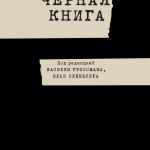 ЧЕРНАЯ
КНИГА
Под редакцией
ВАСИЛИЯ ГРОССМАНА,
ИЛЬИ ЭРЕНБУРГА